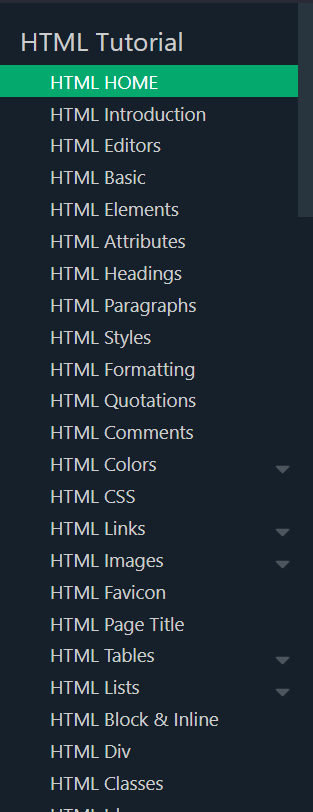 HTML Tutorial
HTML HOME
HTML Introduction
HTML Editors
HTML Basic
HTML Elements
HTML Attributes
HTML Headings
HTML Paragraphs
HTML Styles
HTML Formatting
HTML Quotations
HTML Comments
HTML Colors
HTML CSS
HTML Links
HTML Images
HTML Favicon
HTML Page Title
HTML Tables
HTML Lists
HTML Block & Inline
HTML Div
HTML Classes
HTML